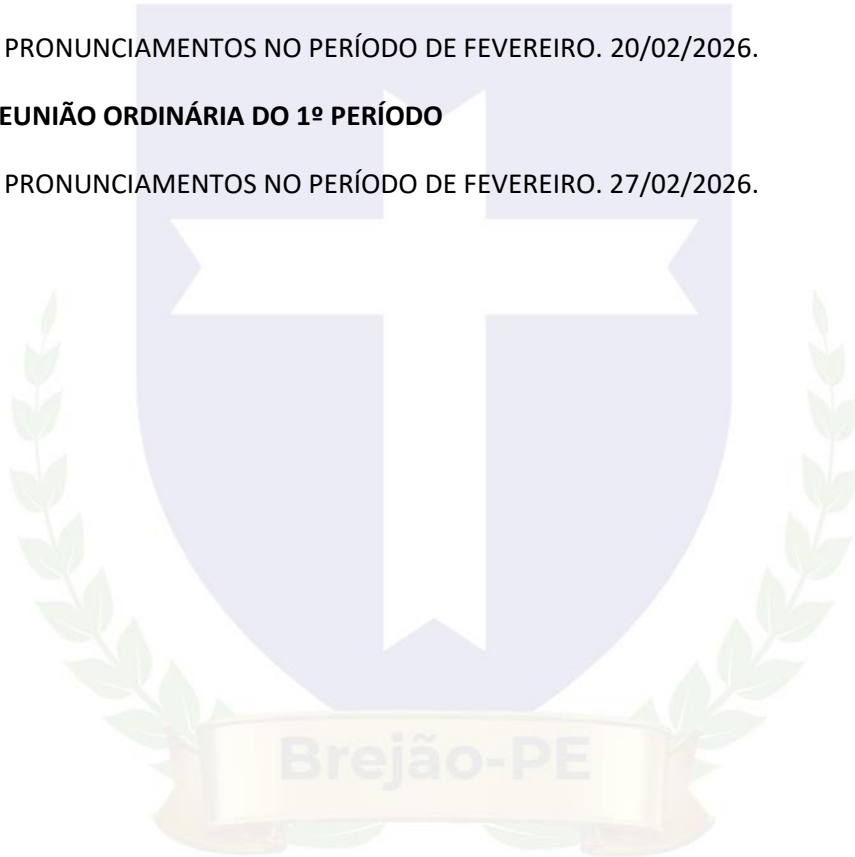 PRONUNCIAMENTOS NO PERÍODO DE FEVEREIRO. 20/02/2026.
EUNIÃO ORDINÁRIA DO 1º PERÍODO
PRONUNCIAMENTOS NO PERÍODO DE FEVEREIRO. 27/02/2026.
Brejão-PE